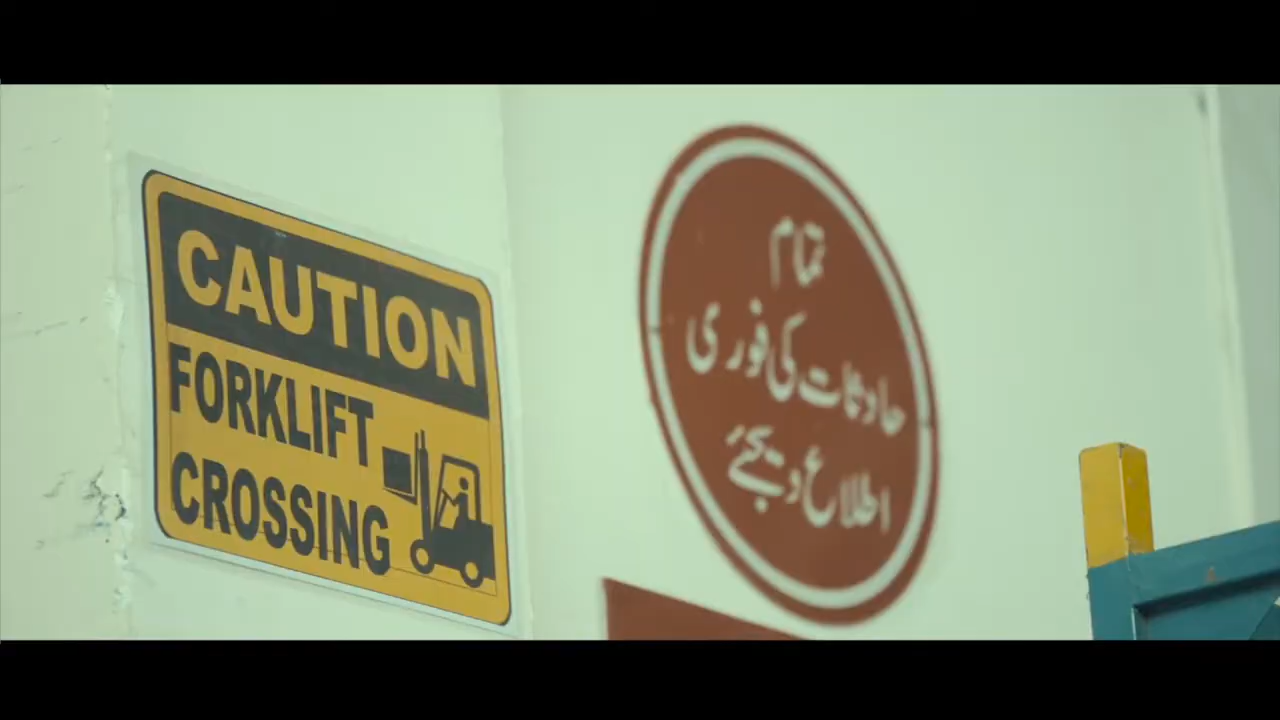 CAUTION
FORKLIFT
CROSSING
تمام
حادثات کی فوری
اطلاع دیجئے